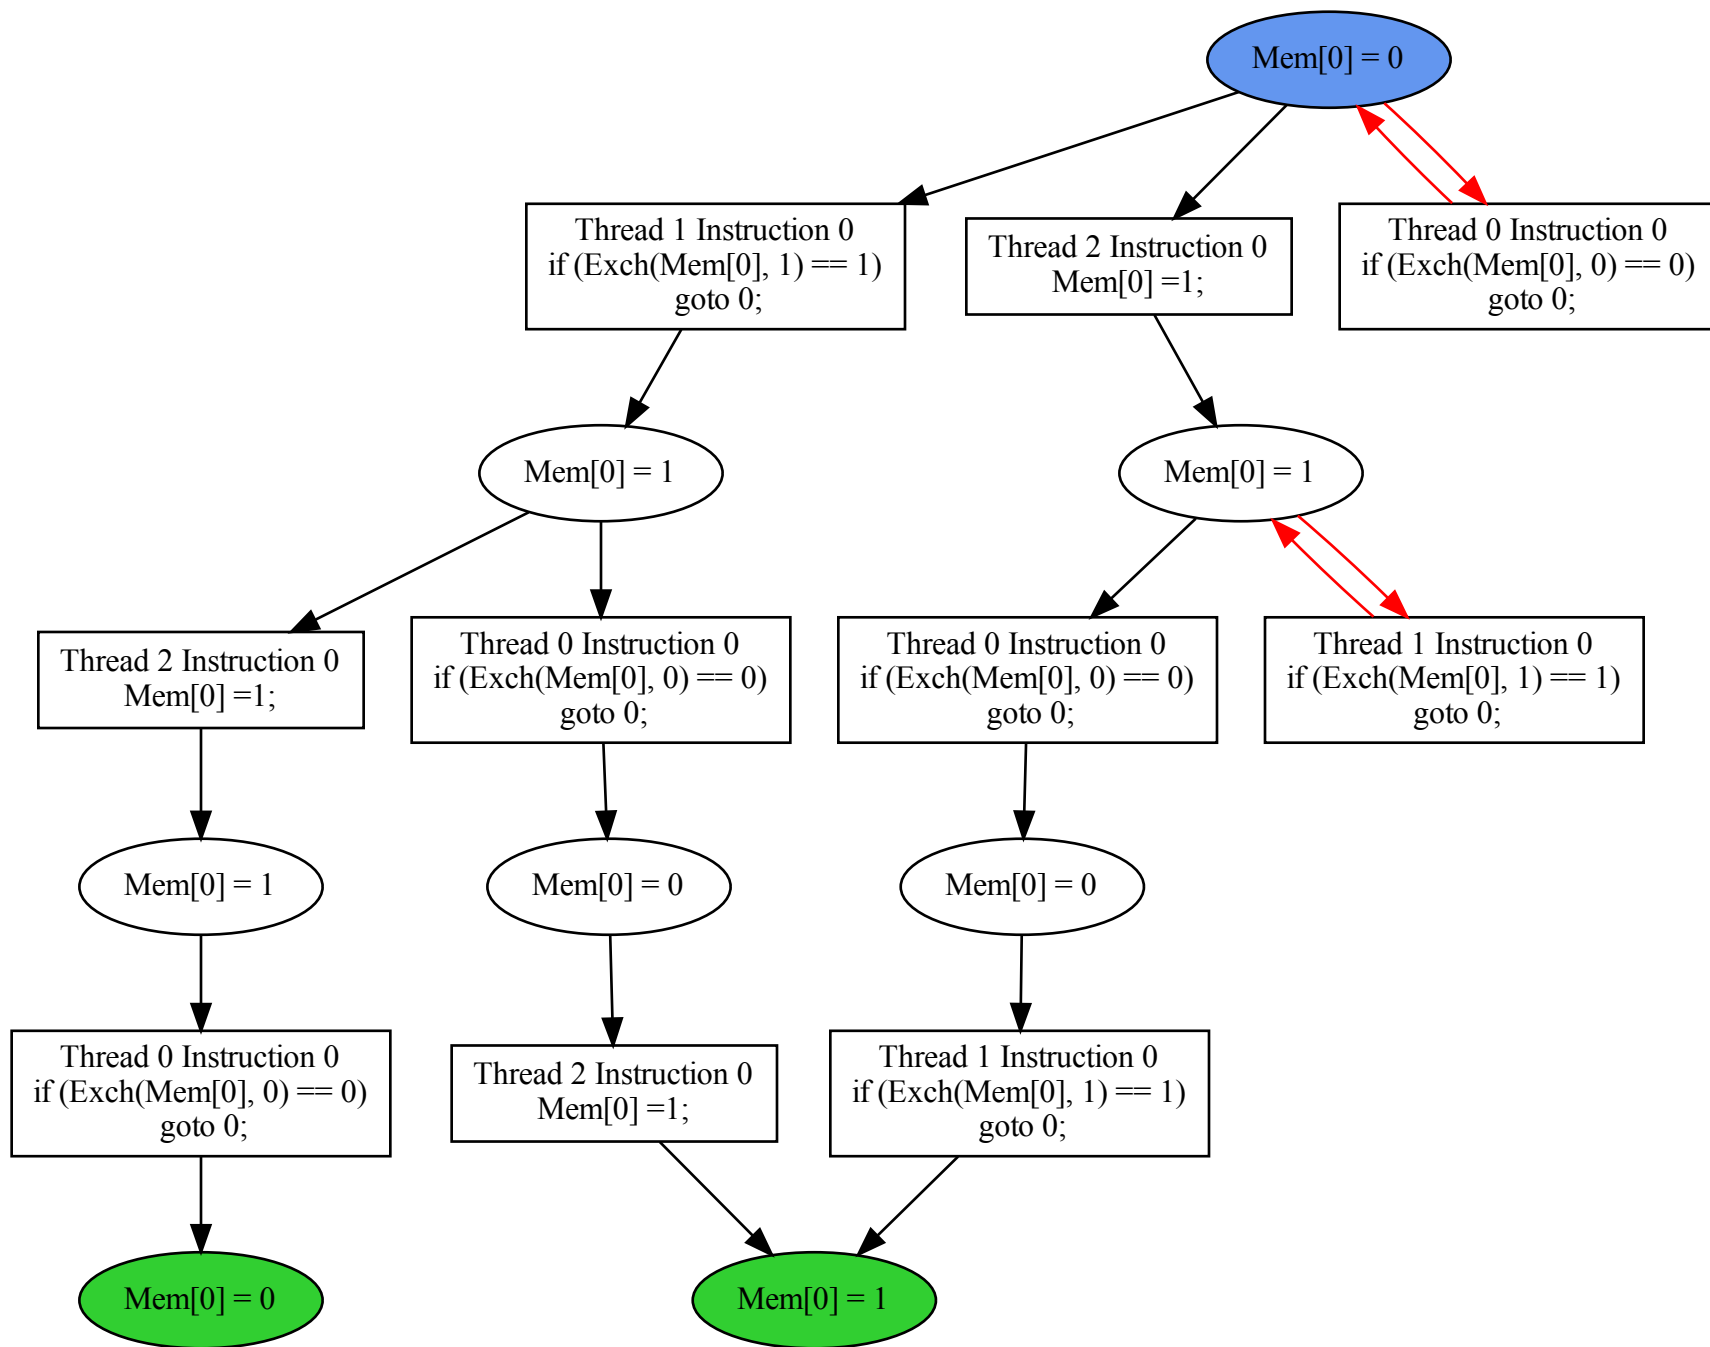 Mem[0] = 0
Thread 1 Instruction 0
if (Exch(Mem[0], 1) == 1)
goto 0;
Thread 2 Instruction 0
Mem[0] =1;
Thread 0 Instruction 0
if (Exch(Mem[0], 0) == 0)
goto 0;
Mem[0] = 1
Mem[0] = 1
Thread 2 Instruction 0
Mem[0] =1;
Thread 0 Instruction 0
if (Exch(Mem[0], 0) == 0)
goto 0;
Thread 0 Instruction 0
if (Exch(Mem[0], 0) == 0)
goto 0;
Thread 1 Instruction 0
if (Exch(Mem[0], 1) == 1)
goto 0;
Mem[0] = 1
Mem[0] = 0
Mem[0] = 0
Thread 0 Instruction 0
if (Exch(Mem[0], 0) == 0)
goto 0;
Thread 2 Instruction 0
Mem[0] =1;
Thread 1 Instruction 0
if (Exch(Mem[0], 1) == 1)
goto 0;
Mem[0] = 0
Mem[0] = 1